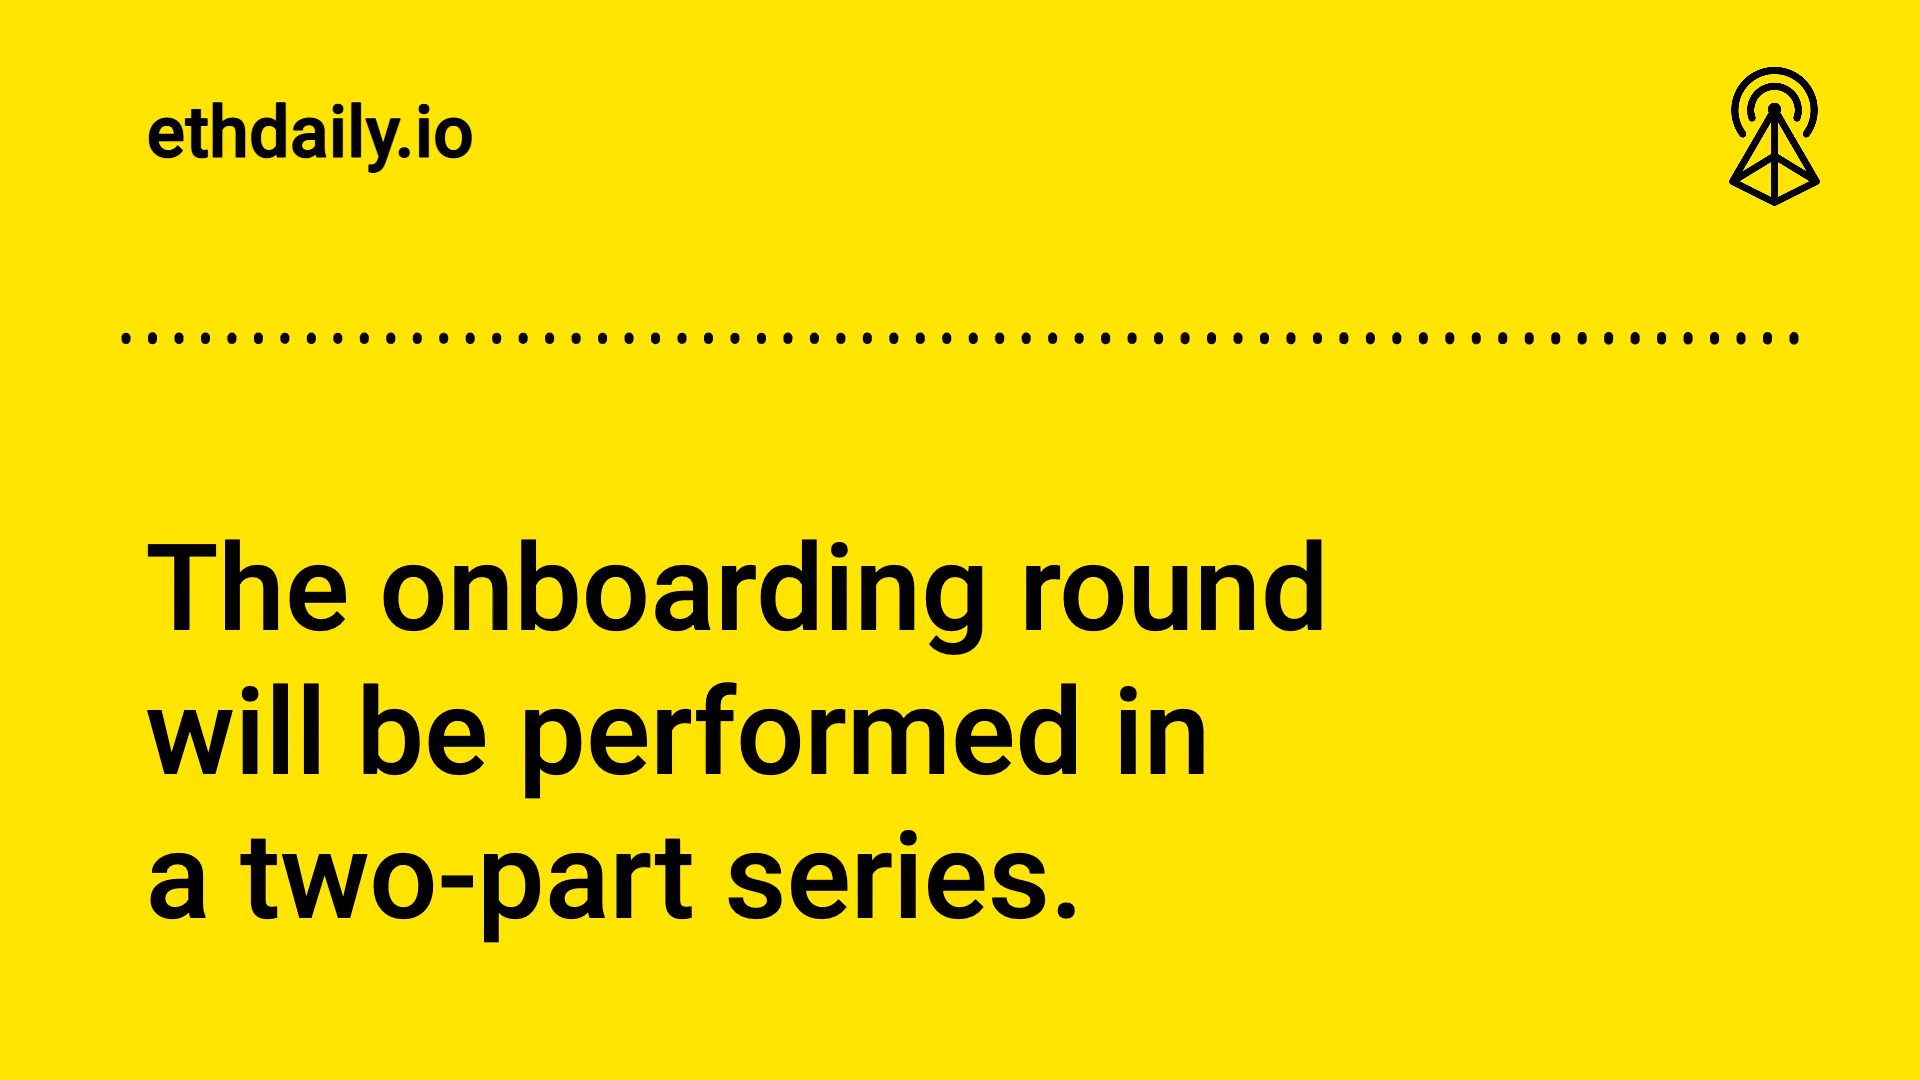 ethdaily.io
The onboarding round
will be performed in
a two-part series.